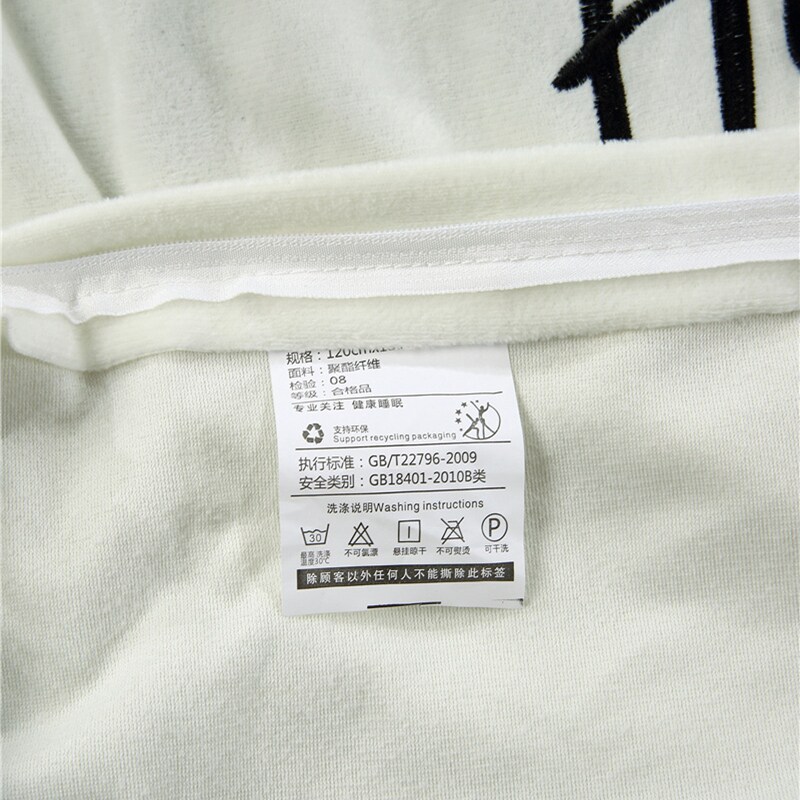 规格：120cmx1
面料：聚酯纤维
检验：08
等级：合格品
专业关注 健康睡眠
支持环保
Support recycling packaging
执行标准：GB/T22796-2009
安全类别：GB18401-2010B类
洗涤说明Washing instructions
30 P
最高洗涤温度30℃ 不可氯漂 悬挂晾干 不可熨烫 可干洗
除顾客以外任何人不能撕除此标签